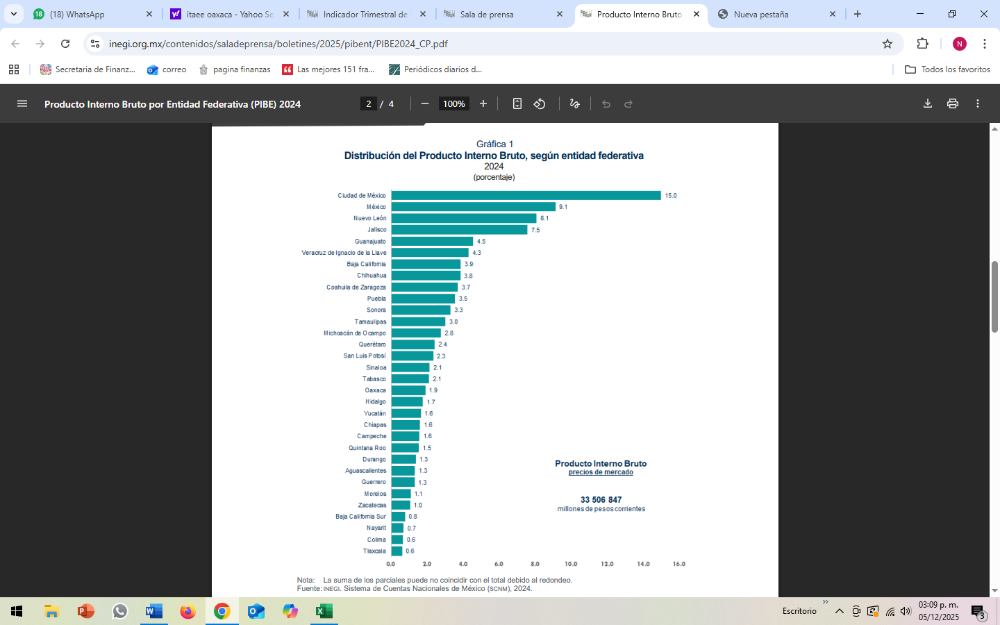 (18) WhatsApp
itaee oaxaca - Yahoo Se
Indicador Trimestral de
Sala de prensa
Producto Interno Bruto
Nueva pestaña
inegi.org.mx/contenidos/saladeprensa/boletines/2025/pibent/PIBE2024_CP.pdf
N
Secretaria de Finanz...
correo
pagina finanzas
Las mejores 151 fra...
Periódicos diarios d...
Todos los favoritos
Producto Interno Bruto por Entidad Federativa (PIBE) 2024
2 / 4
100%
Gráfica 1
Distribución del Producto Interno Bruto, según entidad federativa
2024
(porcentaje)
Ciudad de México 15.0
México 9.1
Nuevo León 8.1
Jalisco 7.5
Guanajuato 4.5
Veracruz de Ignacio de la Llave 4.3
Baja California 3.9
Chihuahua 3.8
Coahuila de Zaragoza 3.7
Puebla 3.5
Sonora 3.3
Tamaulipas 3.0
Michoacán de Ocampo 2.8
Querétaro 2.4
San Luis Potosí 2.3
Sinaloa 2.1
Tabasco 2.1
Oaxaca 1.9
Hidalgo 1.7
Yucatán 1.6
Chiapas 1.6
Campeche 1.6
Quintana Roo 1.5
Durango 1.3
Aguascalientes 1.3
Guerrero 1.3
Morelos 1.1
Zacatecas 1.0
Baja California Sur 0.8
Nayarit 0.7
Colima 0.6
Tlaxcala 0.6
Producto Interno Bruto
precios de mercado
33 506 847
millones de pesos corrientes
0.0 2.0 4.0 6.0 8.0 10.0 12.0 14.0 16.0
Nota: La suma de los parciales puede no coincidir con el total debido al redondeo.
Fuente: INEGI. Sistema de Cuentas Nacionales de México (SCNM), 2024.
Escritorio
03:09 p. m.
05/12/2025
3